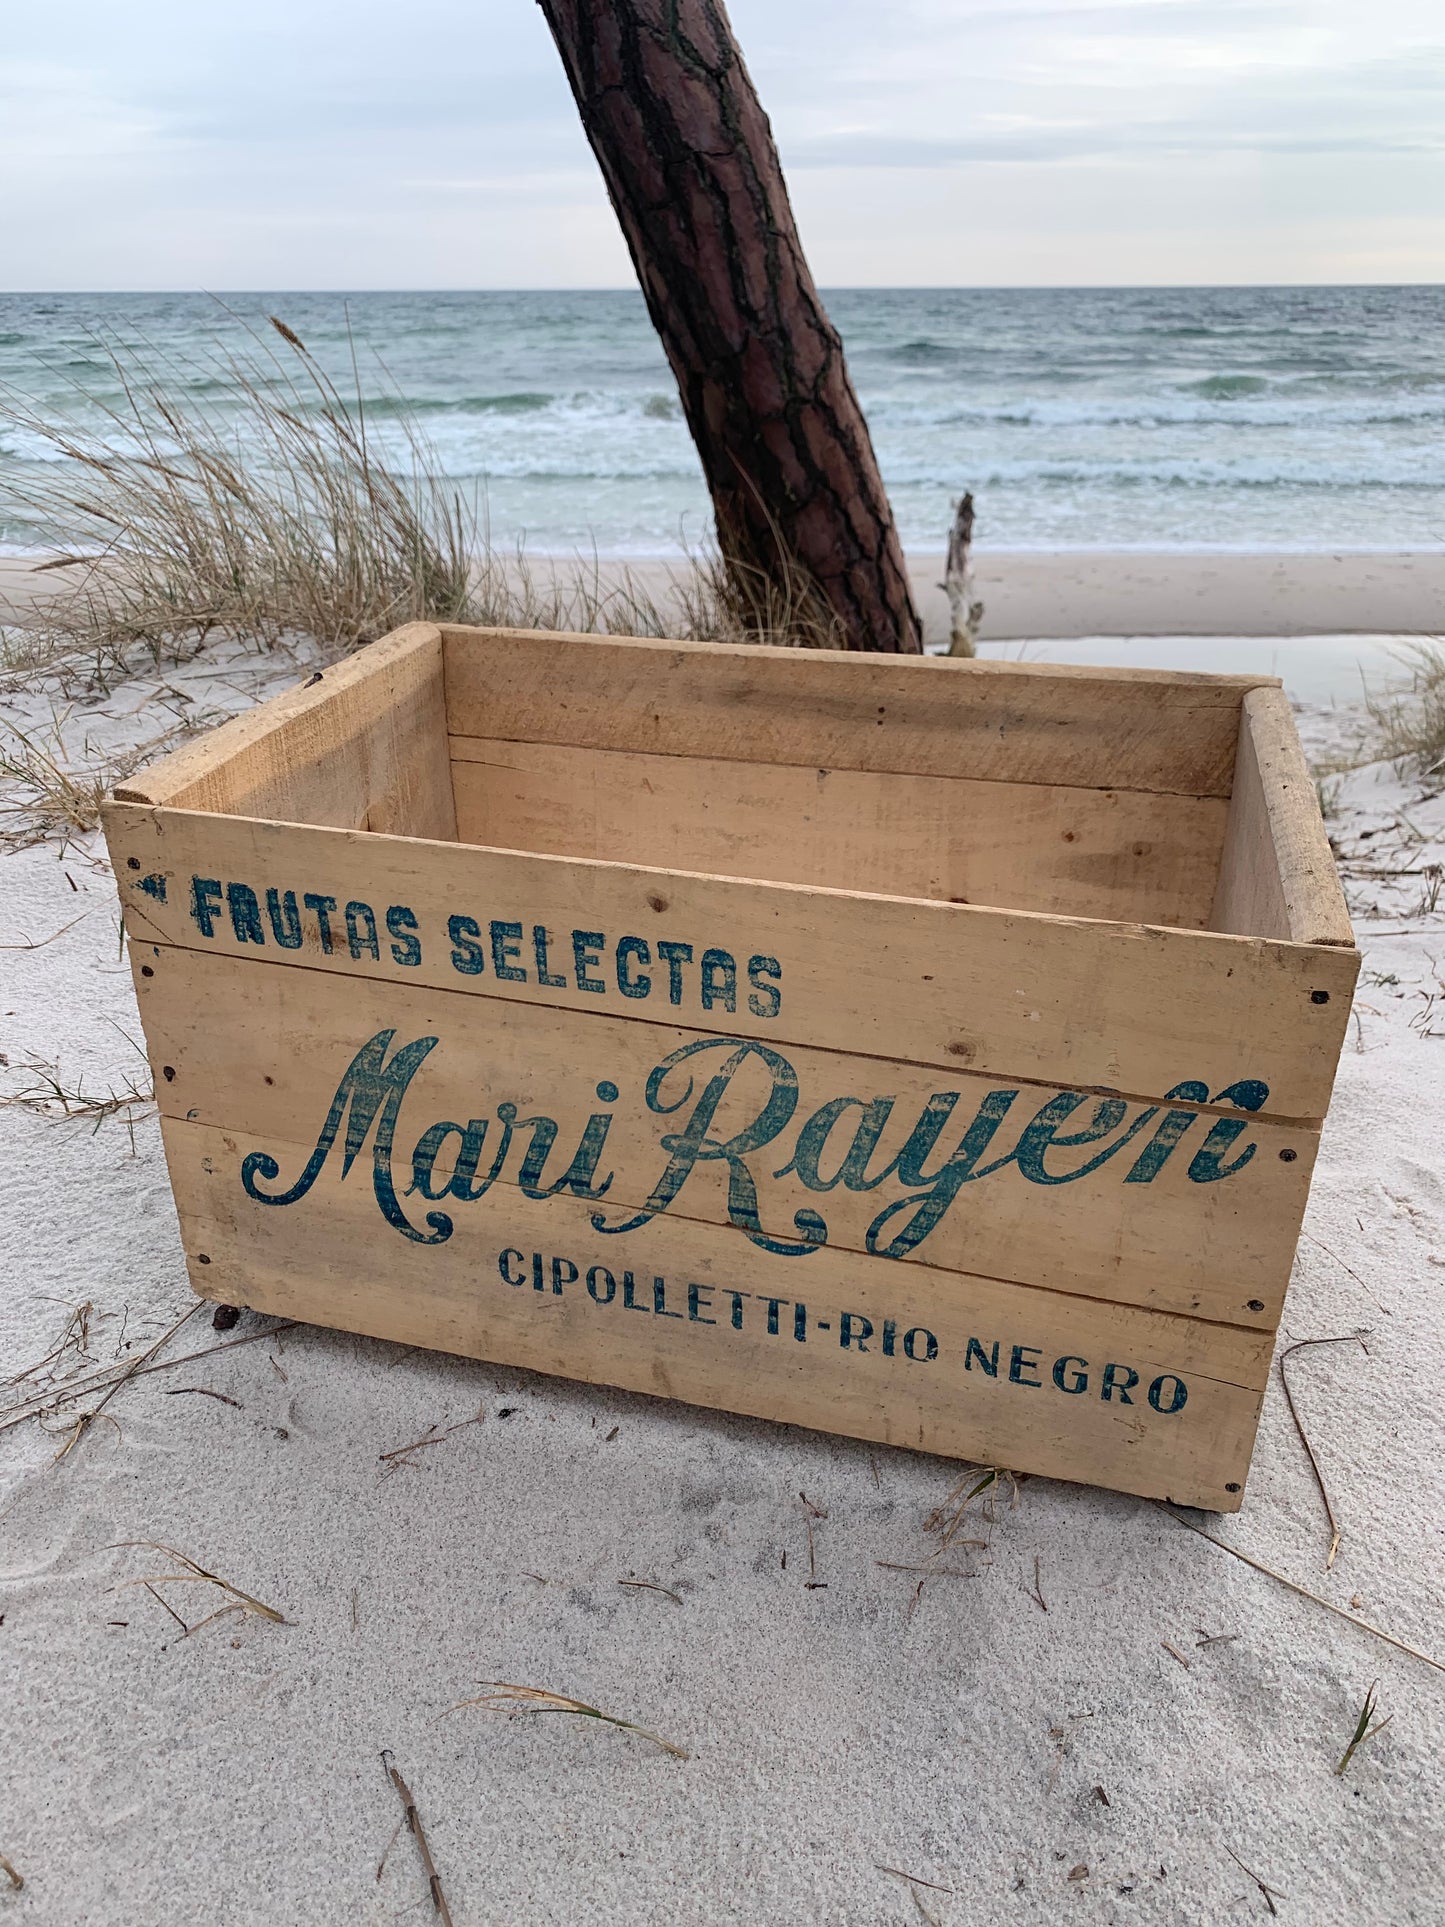 FRUTAS SELECTAS
Mari Rayen
CIPOLLETTI-RIO NEGRO